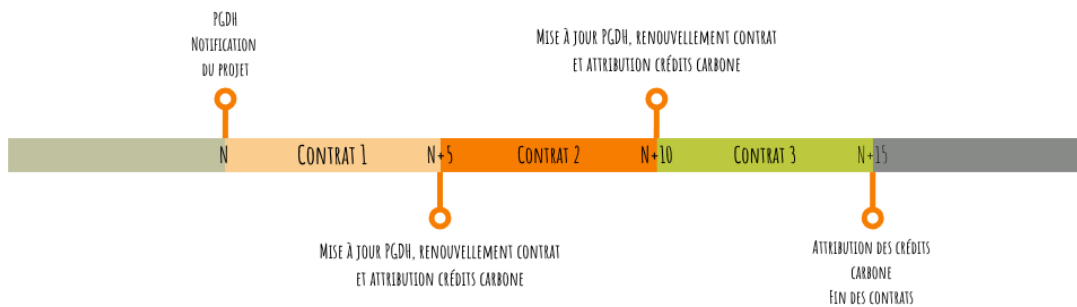 PGDH
Notification
du projet
Mise à jour PGDH, renouvellement contrat
et attribution crédits carbone
N
Contrat 1
N+5
Contrat 2
N+10
Contrat 3
N+15
Mise à jour PGDH, renouvellement contrat
et attribution crédits carbone
Attribution des crédits
carbone
Fin des contrats